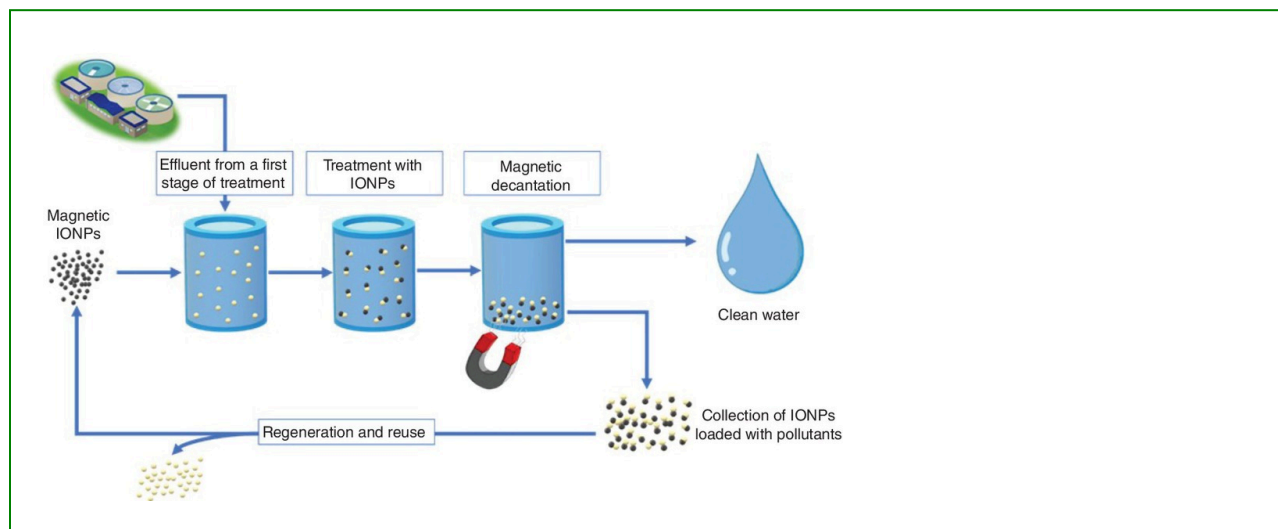 Effluent from a first
stage of treatment
Treatment with
IONPs
Magnetic
decantation
Magnetic
IONPs
Clean water
Collection of IONPs
loaded with pollutants
Regeneration and reuse